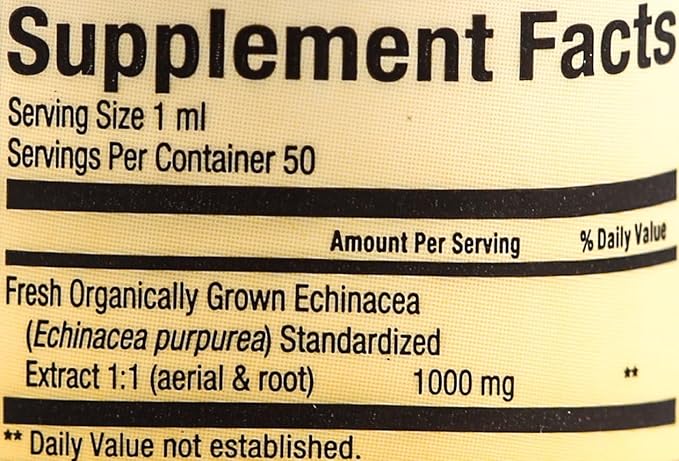 Supplement Facts
Serving Size 1 ml
Servings Per Container 50
Amount Per Serving % Daily Value
Fresh Organically Grown Echinacea
(Echinacea purpurea) Standardized
Extract 1:1 (aerial & root) 1000 mg **
** Daily Value not established.